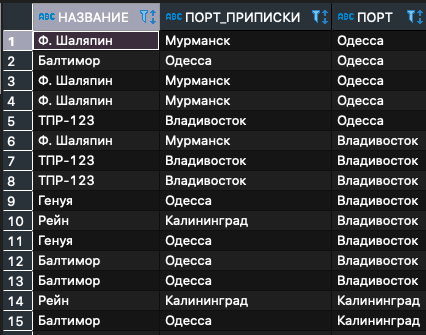 ABC НАЗВАНИЕ ABC ПОРТ_ПРИПИСКИ ABC ПОРТ
1 Ф. Шаляпин Мурманск Одесса
2 Балтимор Одесса Одесса
3 Ф. Шаляпин Мурманск Одесса
4 Ф. Шаляпин Мурманск Одесса
5 ТПР-123 Владивосток Одесса
6 Ф. Шаляпин Мурманск Владивосток
7 ТПР-123 Владивосток Владивосток
8 ТПР-123 Владивосток Владивосток
9 Генуя Одесса Владивосток
10 Рейн Калининград Владивосток
11 Генуя Одесса Владивосток
12 Балтимор Одесса Владивосток
13 Балтимор Одесса Владивосток
14 Рейн Калининград Калининград
15 Балтимор Одесса Калининград